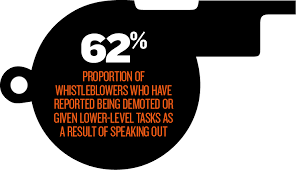 62%
PROPORTION OF
WHISTLEBLOWERS WHO HAVE
REPORTED BEING DEMOTED OR
GIVEN LOWER-LEVEL TASKS AS
A RESULT OF SPEAKING OUT